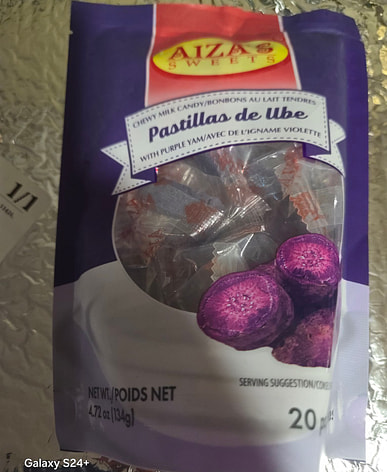 AIZA'S
SWEETS
CHEWY MILK CANDY/BONBONS AU LAIT TENDRES
Pastillas de Ube
WITH PURPLE YAM/AVEC DE L'IGNAME VIOLETTE
1/1
NET WT./POIDS NET
4.72 oz (134g)
SERVING SUGGESTION/
20
Galaxy S24+